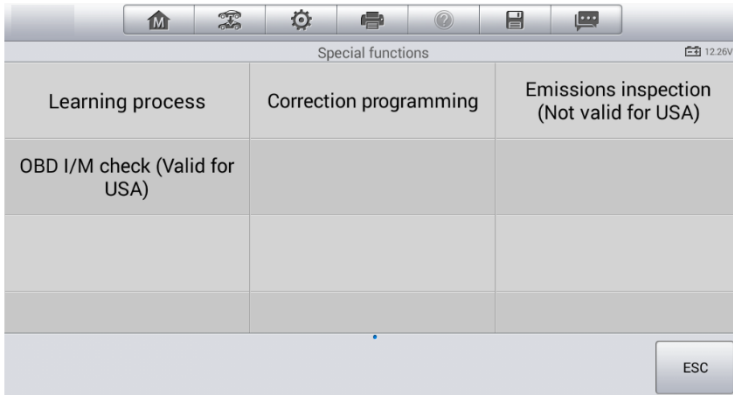 M
?
Special functions
12.26V
Learning process
Correction programming
Emissions inspection
(Not valid for USA)
OBD I/M check (Valid for
USA)
ESC